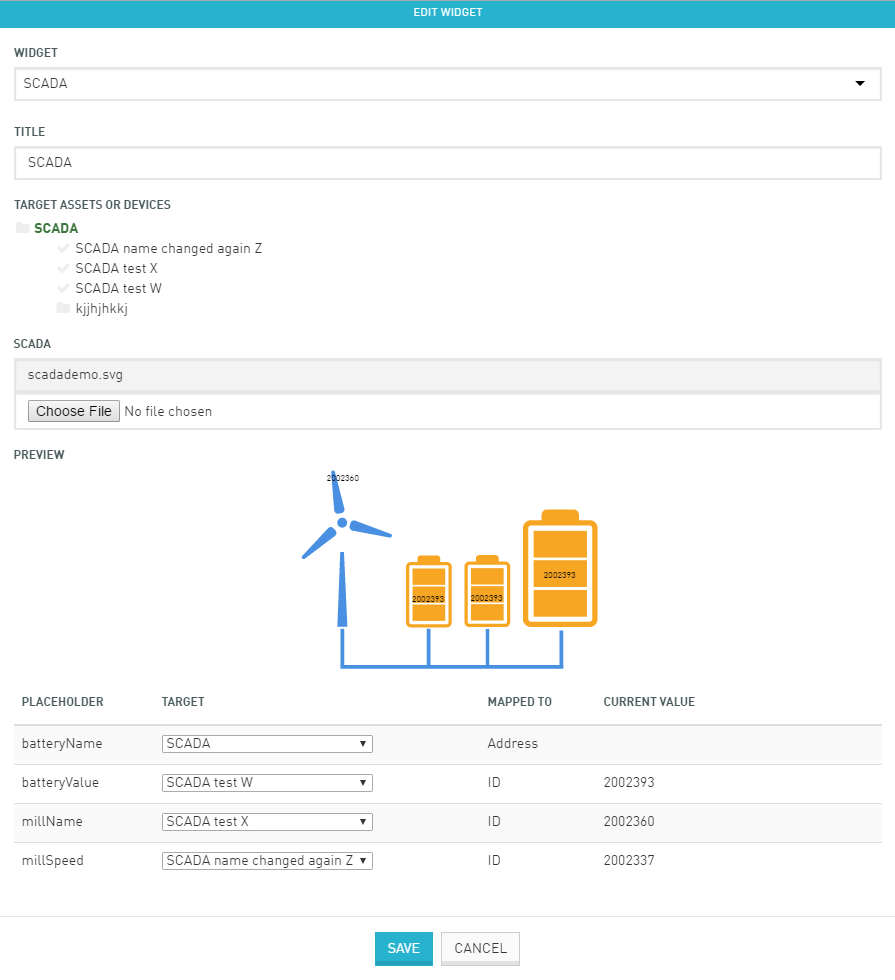 EDIT WIDGET
WIDGET
SCADA
TITLE
SCADA
TARGET ASSETS OR DEVICES
SCADA
SCADA name changed again Z
SCADA test X
SCADA test W
kjjhjhkkj
SCADA
scadademo.svg
Choose File No file chosen
PREVIEW
2002360
2002393
2002393 2002393
PLACEHOLDER TARGET MAPPED TO CURRENT VALUE
batteryName SCADA Address
batteryValue SCADA test W ID 2002393
millName SCADA test X ID 2002360
millSpeed SCADA name changed again Z ID 2002337
SAVE CANCEL